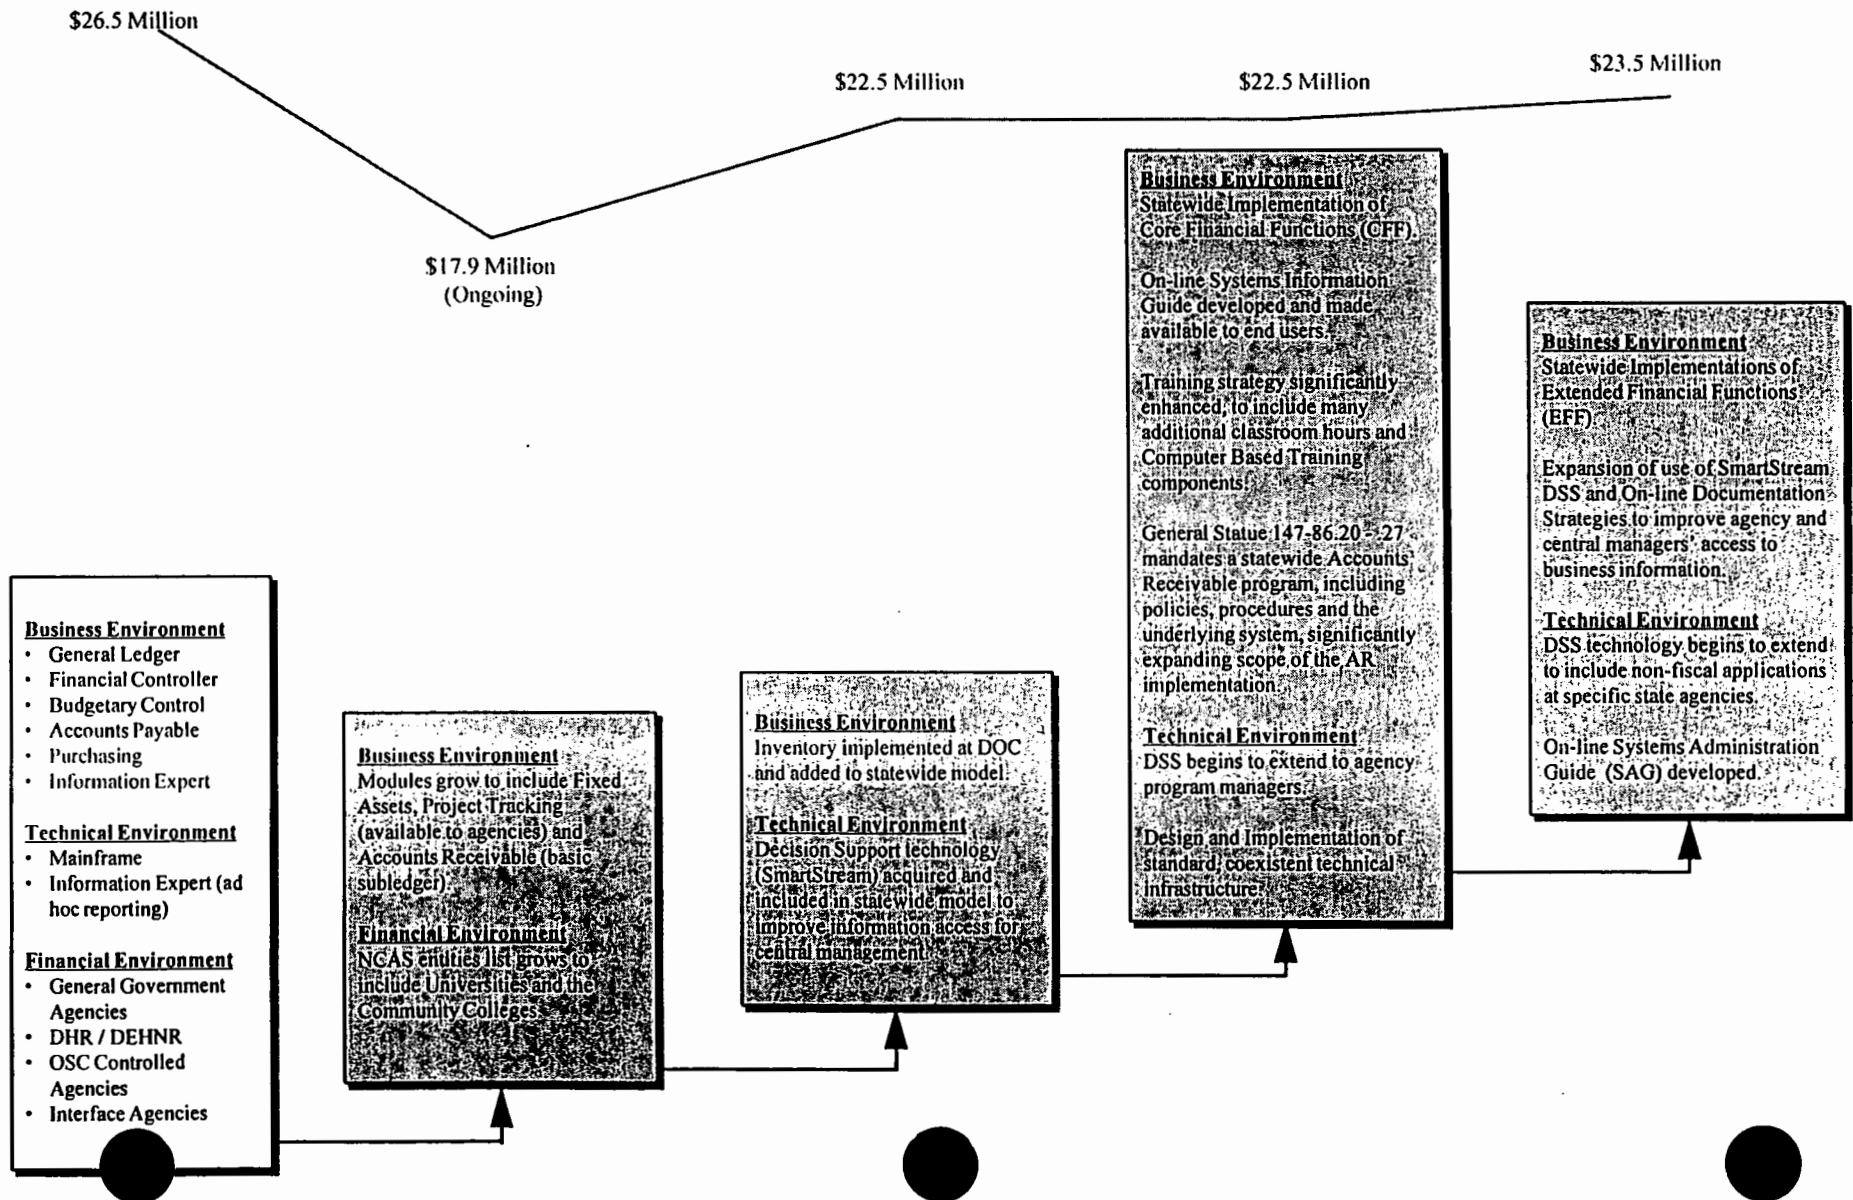 $26.5 Million
$17.9 Million
(Ongoing)
$22.5 Million
$22.5 Million
$23.5 Million
Business Environment
• General Ledger
• Financial Controller
• Budgetary Control
• Accounts Payable
• Purchasing
• Information Expert
Technical Environment
• Mainframe
• Information Expert (ad
hoc reporting)
Financial Environment
• General Government
Agencies
• DHR / DEHNR
• OSC Controlled
Agencies
• Interface Agencies
Business Environment
Modules grow to include Fixed
Assets, Project Tracking
(available to agencies) and
Accounts Receivable (basic
subledger).
Financial Environment
NCAS entities list grows to
include Universities and the
Community Colleges
Business Environment
Inventory implemented at DOC
and added to statewide model.
Technical Environment
Decision Support technology
(SmartStream) acquired and
included in statewide model to
improve information access for
central management.
Business Environment
Statewide Implementation of
Core Financial Functions (CFF).
On-line Systems Information
Guide developed and made
available to end users.
Training strategy significantly
enhanced, to include many
additional classroom hours and
Computer Based Training
components.
General Statue 147-86.20 - .27
mandates a statewide Accounts
Receivable program, including
policies, procedures and the
underlying system, significantly
expanding scope of the AR
implementation.
Technical Environment
DSS begins to extend to agency
program managers.
Design and Implementation of
standard, coexistent technical
infrastructure.
Business Environment
Statewide Implementations of
Extended Financial Functions
(EFF)
Expansion of use of SmartStream
DSS and On-line Documentation
Strategies to improve agency and
central managers' access to
business information.
Technical Environment
DSS technology begins to extend
to include non-fiscal applications
at specific state agencies.
On-line Systems Administration
Guide (SAG) developed.